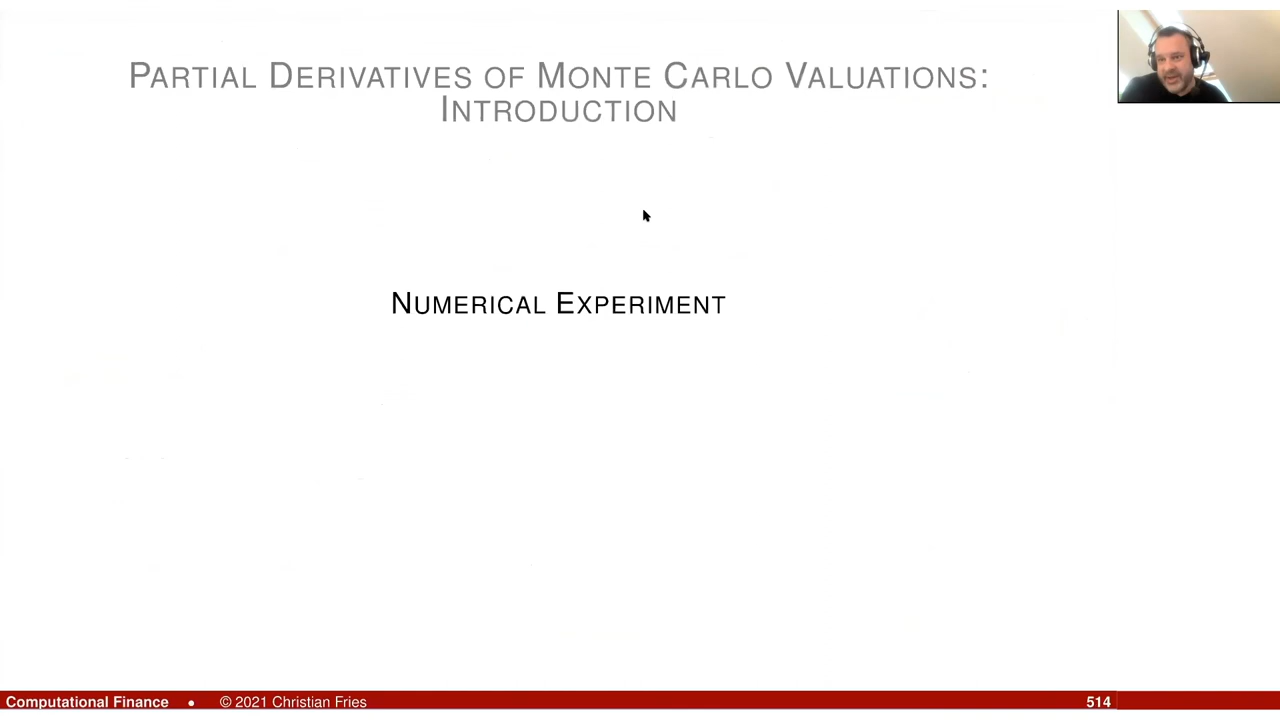 PARTIAL DERIVATIVES OF MONTE CARLO VALUATIONS:
INTRODUCTION
NUMERICAL EXPERIMENT
Computational Finance • © 2021 Christian Fries 514